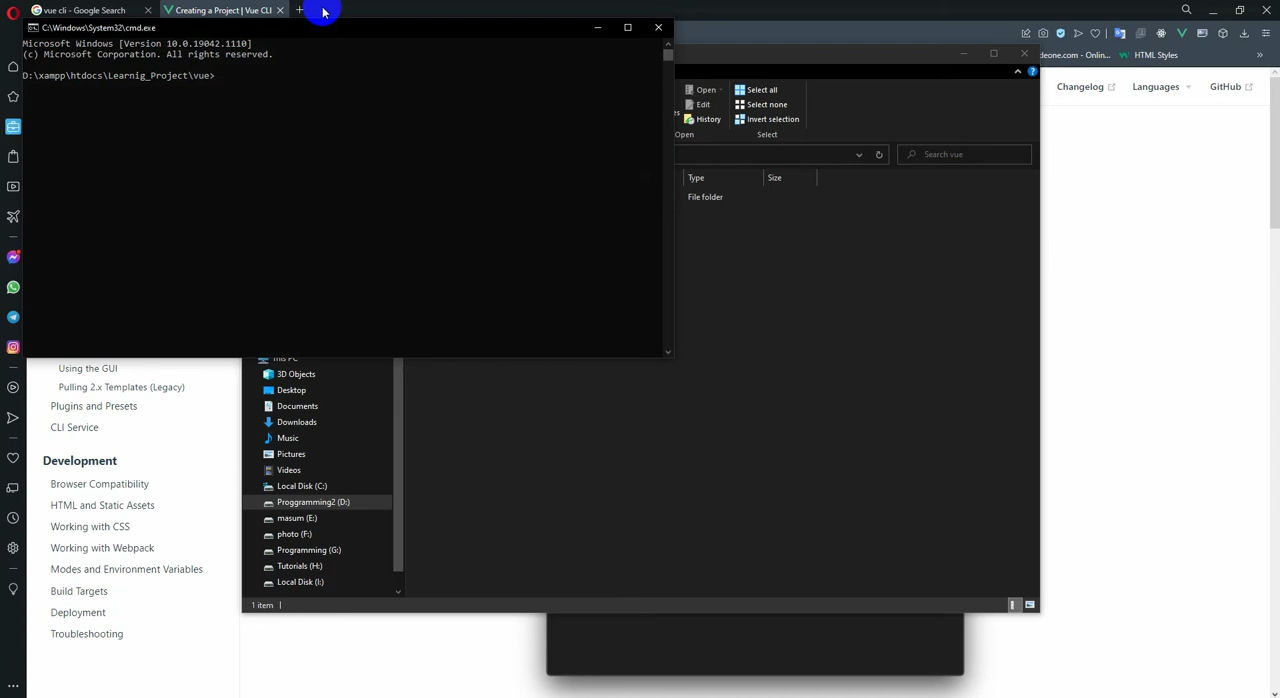 vue cli - Google Search
Creating a Project | Vue CLI
C:\Windows\System32\cmd.exe
Microsoft Windows [Version 10.0.19042.1110]
(c) Microsoft Corporation. All rights reserved.
D:\xampp\htdocs\Learnig_Project\vue>
deone.com - Onlin...
HTML Styles
Changelog
Languages
GitHub
Open
Select all
Edit
Select none
History
Invert selection
Open
Select
Search vue
Type
Size
File folder
This PC
3D Objects
Desktop
Documents
Downloads
Music
Pictures
Videos
Local Disk (C:)
Proggramming2 (D:)
masum (E:)
photo (F:)
Programming (G:)
Tutorials (H:)
Local Disk (I:)
1 item
Using the GUI
Pulling 2.x Templates (Legacy)
Plugins and Presets
CLI Service
Development
Browser Compatibility
HTML and Static Assets
Working with CSS
Working with Webpack
Modes and Environment Variables
Build Targets
Deployment
Troubleshooting